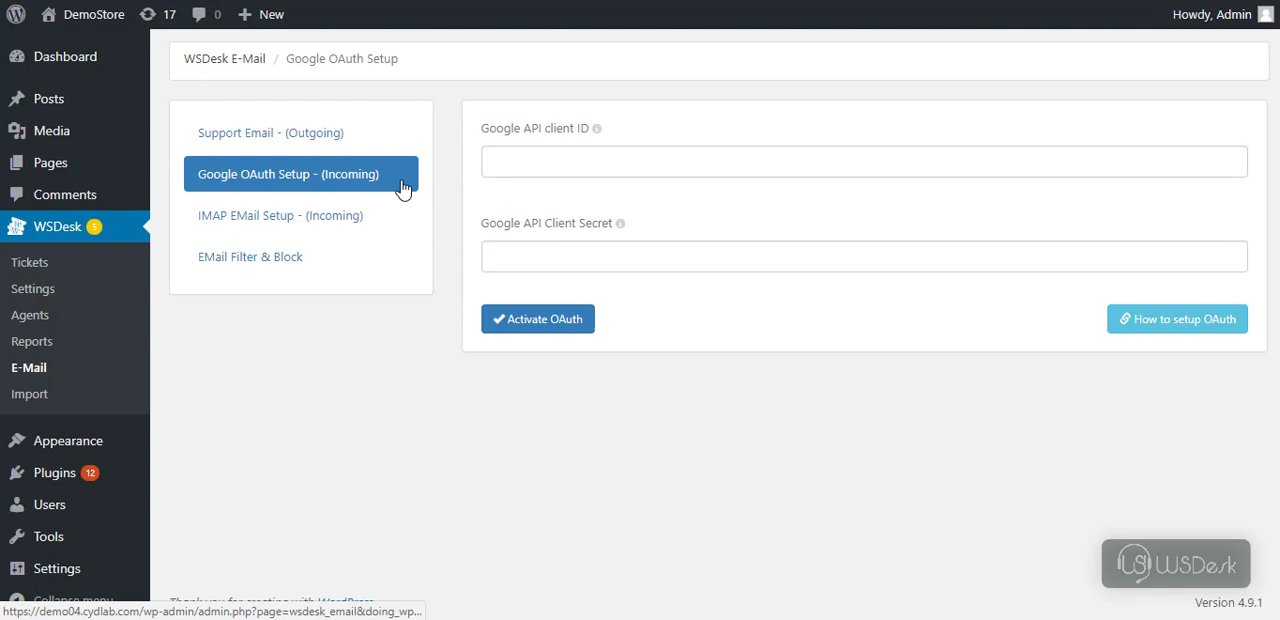 DemoStore 17 0 New Howdy, Admin
Dashboard
Posts
Media
Pages
Comments
WSDesk 5
Tickets
Settings
Agents
Reports
E-Mail
Import
Appearance
Plugins 12
Users
Tools
Settings
Collapse menu
WSDesk E-Mail / Google OAuth Setup
Support Email - (Outgoing)
Google OAuth Setup - (Incoming)
IMAP EMail Setup - (Incoming)
EMail Filter & Block
Google API client ID
Google API Client Secret
Activate OAuth
How to setup OAuth
WSDesk
Thank you for creating with WordPress
Version 4.9.1
https://demo04.cydlab.com/wp-admin/admin.php?page=wsdesk_email&doing_wp...